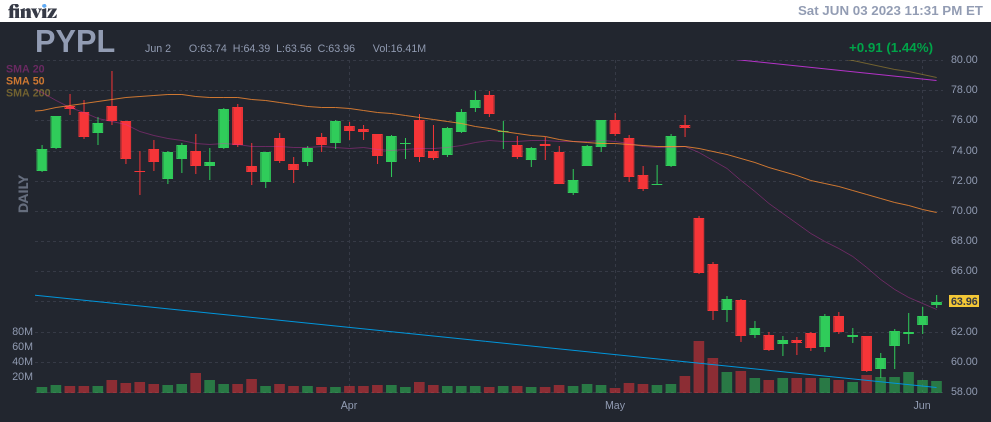 finviz
Sat JUN 03 2023 11:31 PM ET
PYPL
Jun 2 O:63.74 H:64.39 L:63.56 C:63.96 Vol:16.41M
+0.91 (1.44%)
SMA 20
SMA 50
SMA 200
DAILY
80.00
78.00
76.00
74.00
72.00
70.00
68.00
66.00
63.96
62.00
60.00
58.00
80M
60M
40M
20M
Apr
May
Jun